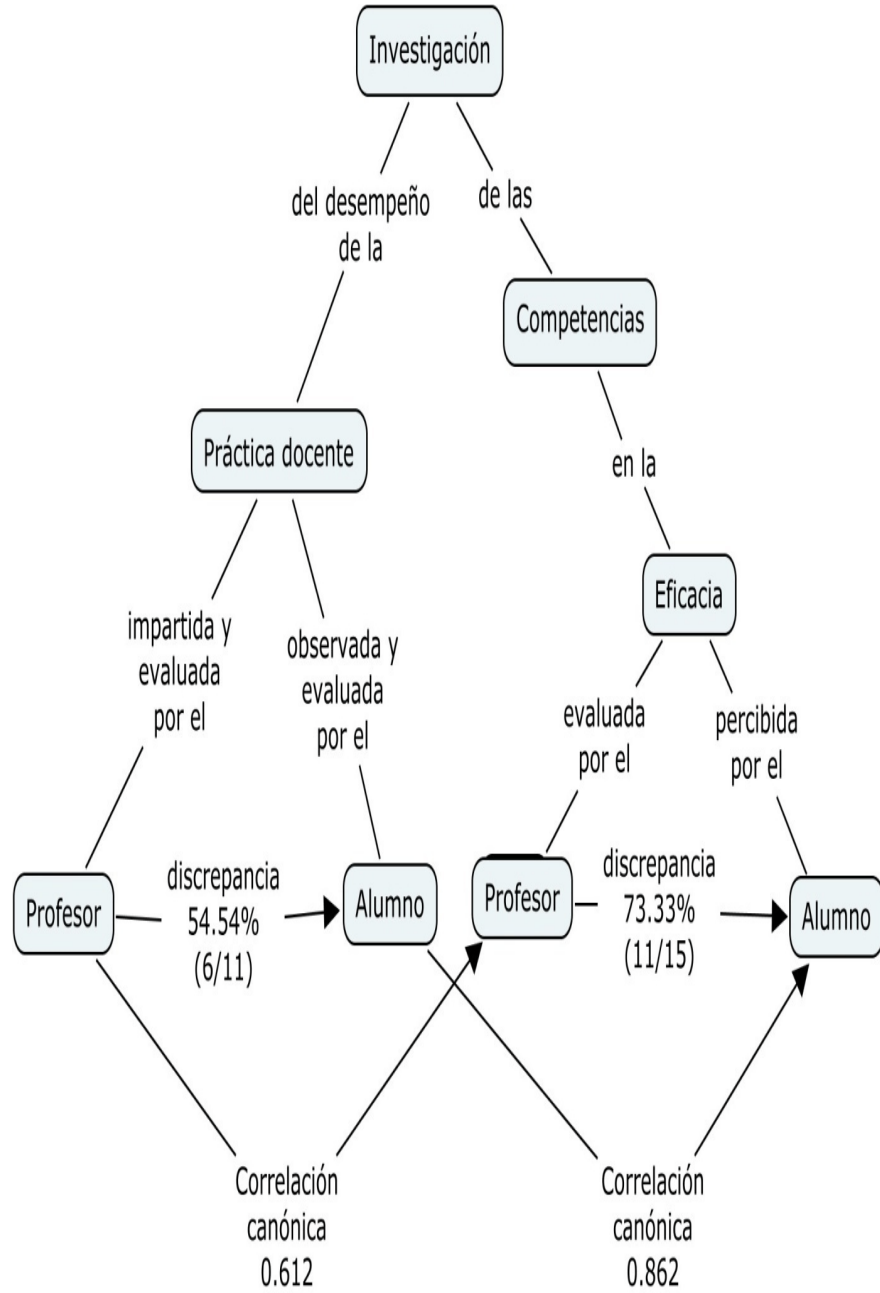 Investigación
del desempeño
de la
de las
Competencias
Práctica docente
en la
Eficacia
impartida y
evaluada
por el
observada y
evaluada
por el
evaluada
por el
percibida
por el
Profesor
discrepancia
54.54%
(6/11)
Alumno
Profesor
discrepancia
73.33%
(11/15)
Alumno
Correlación
canónica
0.612
Correlación
canónica
0.862